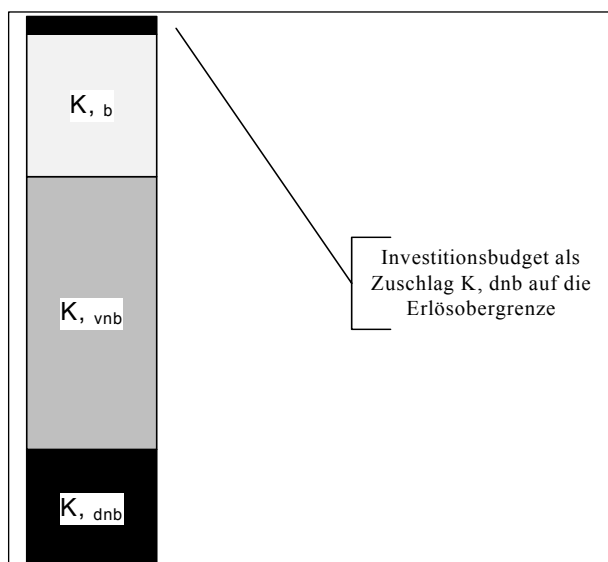 K, b
K, vnb
Investitionsbudget als
Zuschlag K, dnb auf die
Erlösobergrenze
K, dnb